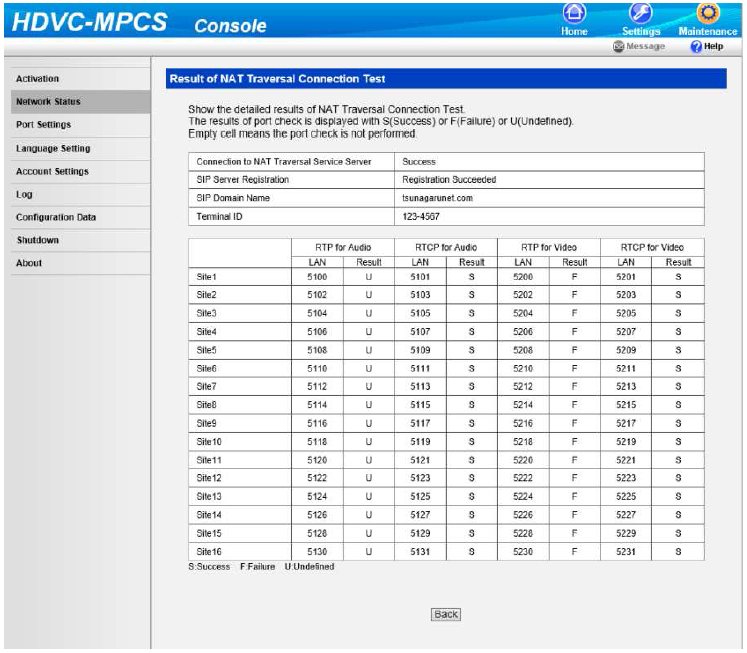 HDVC-MPCS Console
Home
Settings
Maintenance
Message
Help
Activation
Network Status
Port Settings
Language Setting
Account Settings
Log
Configuration Data
Shutdown
About
Result of NAT Traversal Connection Test
Show the detailed results of NAT Traversal Connection Test.
The results of port check is displayed with S(Success) or F(Failure) or U(Undefined).
Empty cell means the port check is not performed.
Connection to NAT Traversal Service Server Success
SIP Server Registration Registration Succeeded
SIP Domain Name tsunagarunet.com
Terminal ID 123-4567
RTP for Audio RTCP for Audio RTP for Video RTCP for Video
LAN Result LAN Result LAN Result LAN Result
Site1 5100 U 5101 S 5200 F 5201 S
Site2 5102 U 5103 S 5202 F 5203 S
Site3 5104 U 5105 S 5204 F 5205 S
Site4 5106 U 5107 S 5206 F 5207 S
Site5 5108 U 5109 S 5208 F 5209 S
Site6 5110 U 5111 S 5210 F 5211 S
Site7 5112 U 5113 S 5212 F 5213 S
Site8 5114 U 5115 S 5214 F 5215 S
Site9 5116 U 5117 S 5216 F 5217 S
Site10 5118 U 5119 S 5218 F 5219 S
Site11 5120 U 5121 S 5220 F 5221 S
Site12 5122 U 5123 S 5222 F 5223 S
Site13 5124 U 5125 S 5224 F 5225 S
Site14 5126 U 5127 S 5226 F 5227 S
Site15 5128 U 5129 S 5228 F 5229 S
Site16 5130 U 5131 S 5230 F 5231 S
S:Success F:Failure U:Undefined
Back